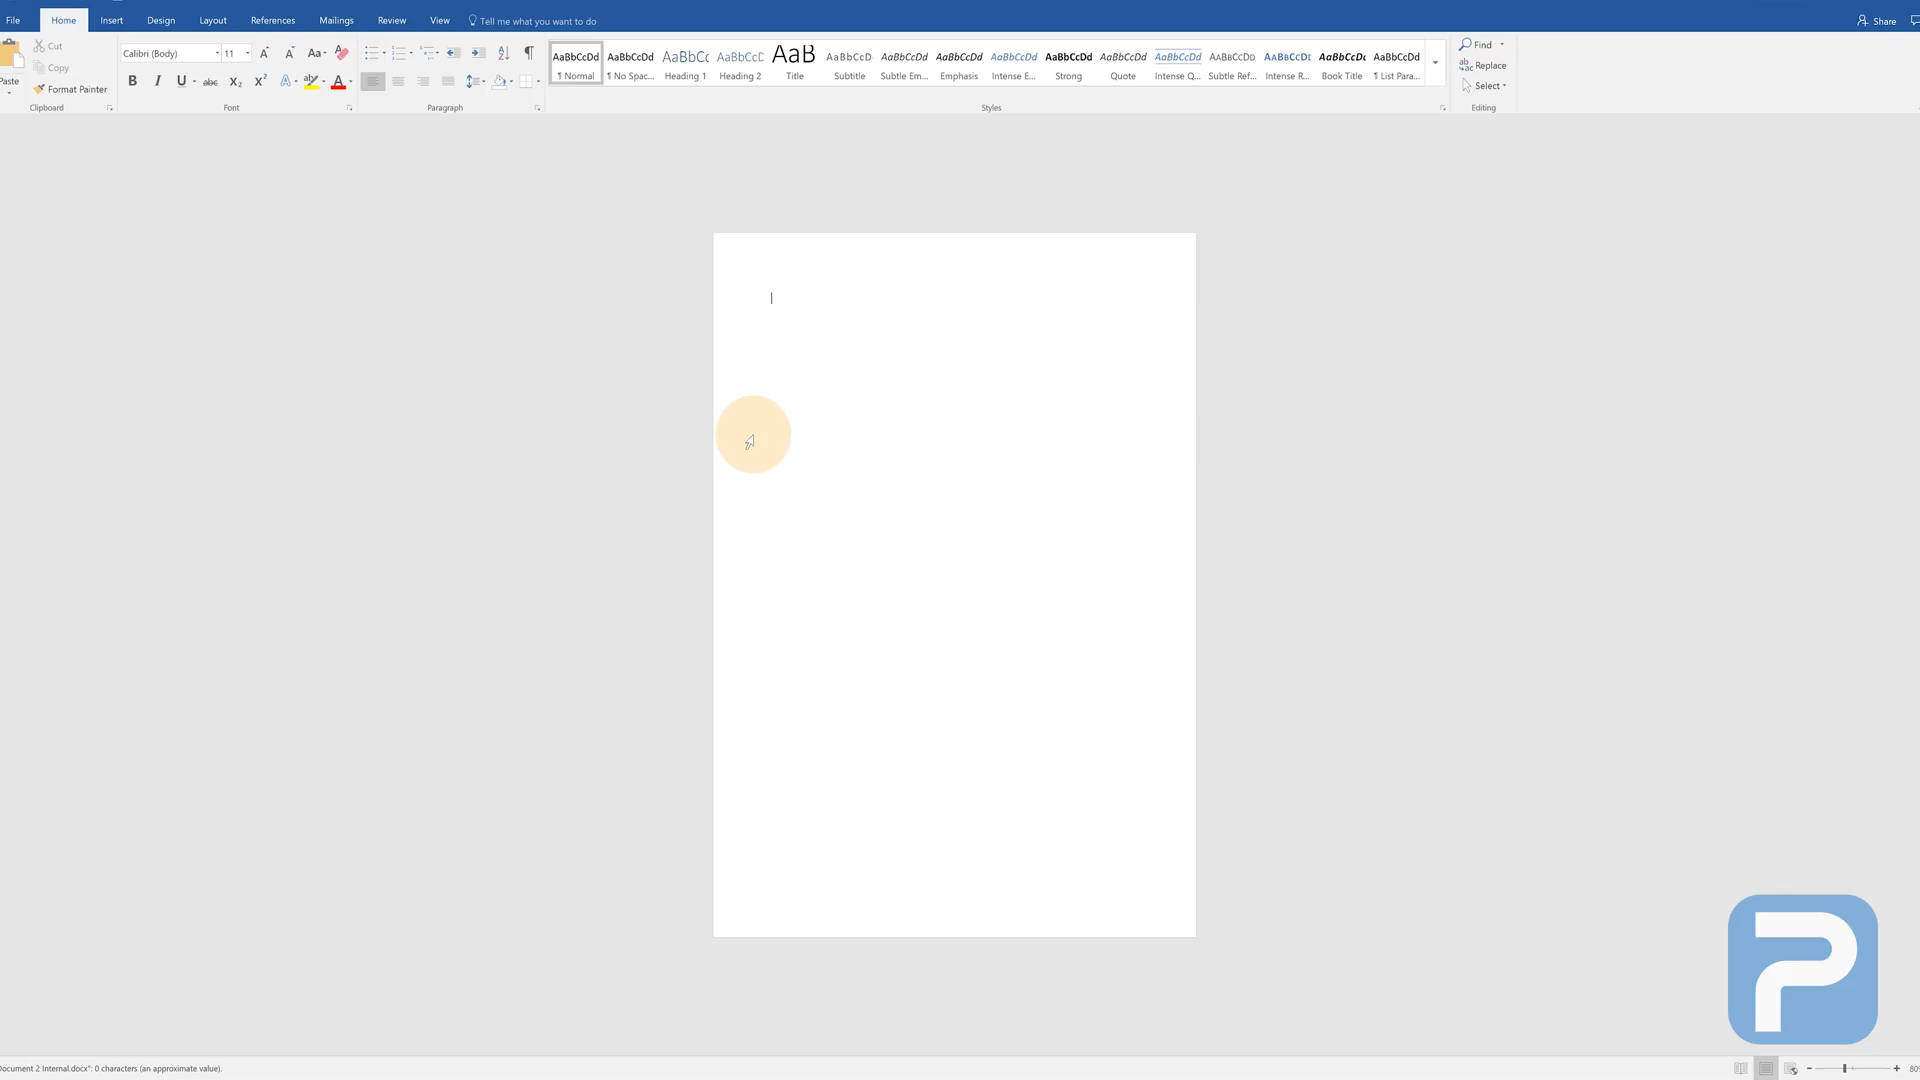 File Home Insert Design Layout References Mailings Review View Tell me what you want to do Share
Cut
Copy
Paste
Format Painter
Clipboard
Calibri (Body) 11
Font
Paragraph
AaBbCcDd AaBbCcDd AaBbCc AaBbCcD AaB AaBbCcD AaBbCcDd AaBbCcDd AaBbCcDd AaBbCcDd AaBbCcDd AaBbCcDd AaBbCcDd AaBbCcDd AaBbCcDd AaBbCcDd
¶ Normal ¶ No Spac... Heading 1 Heading 2 Title Subtitle Subtle Em... Emphasis Intense E... Strong Quote Intense Q... Subtle Ref... Intense R... Book Title ¶ List Para...
Styles
Find
Replace
Select
Editing
Document 2 Internal.docx": 0 characters (an approximate value).